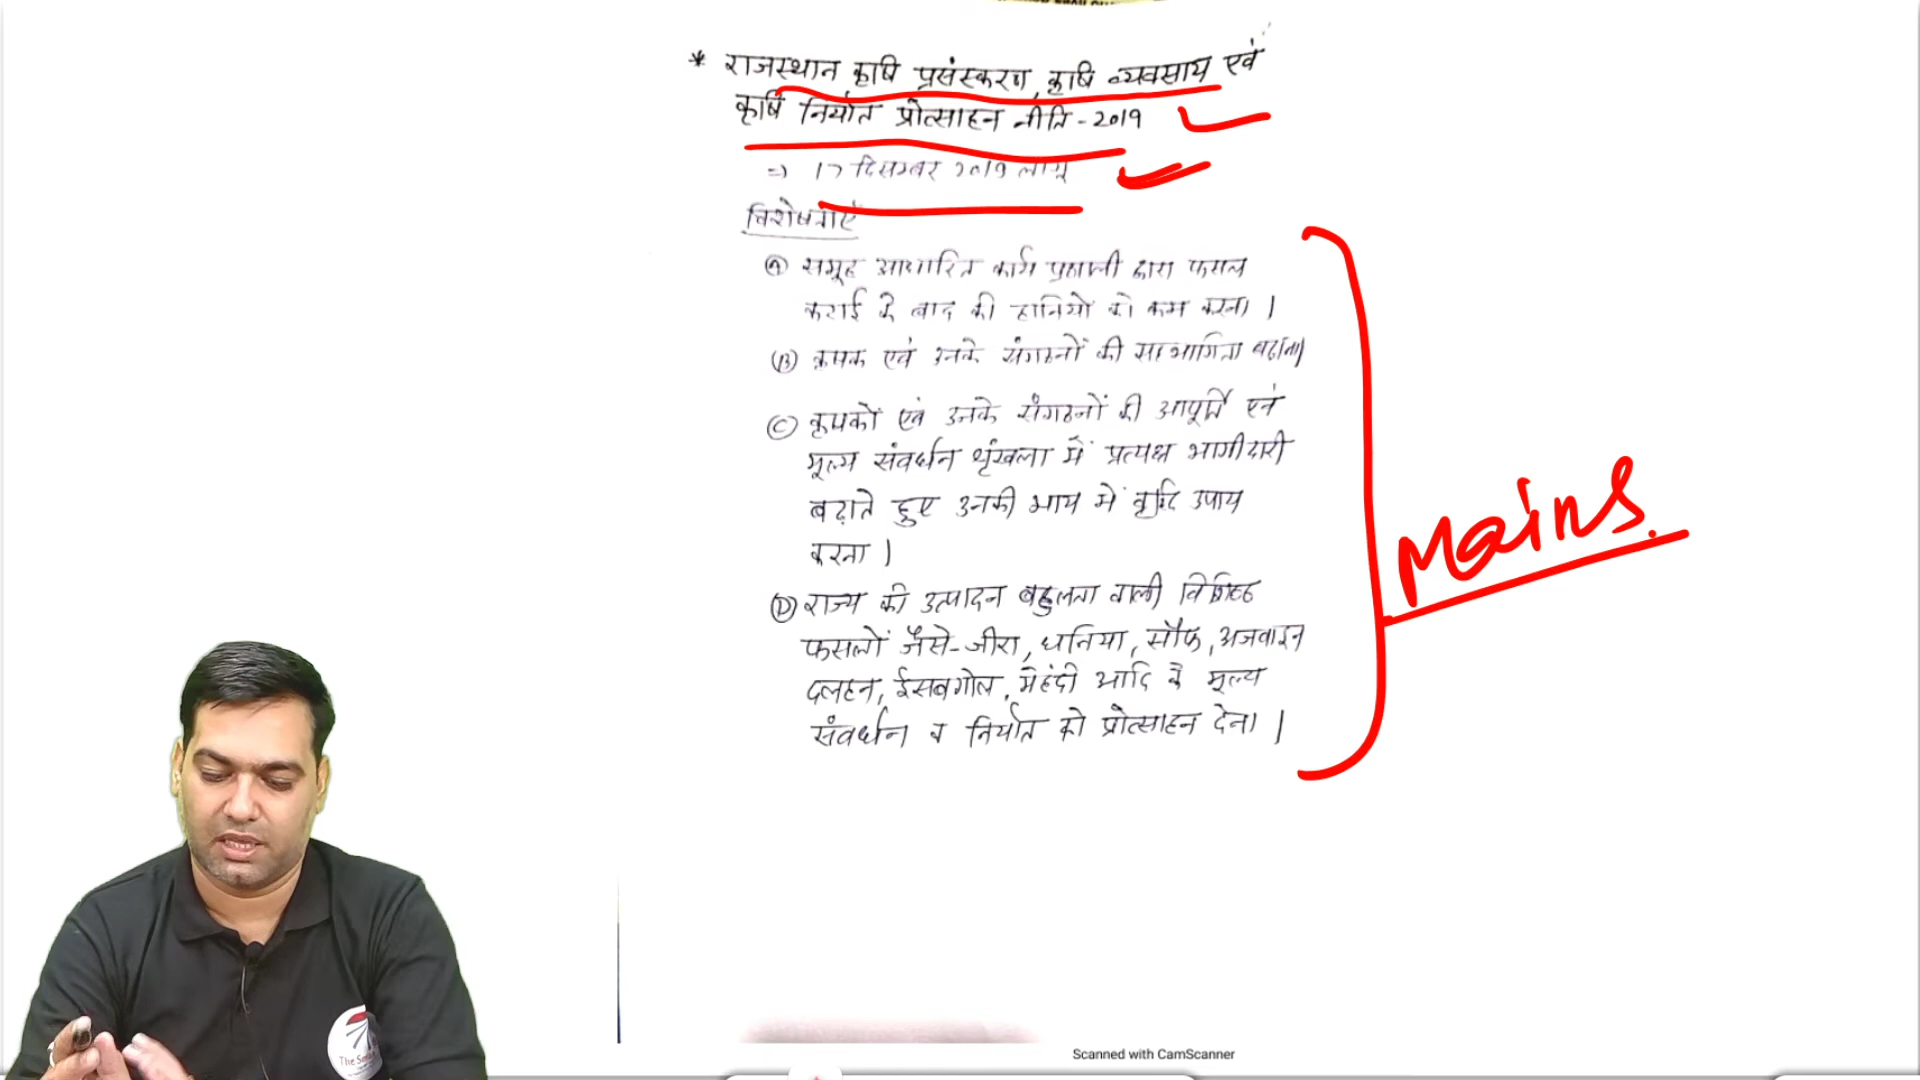 * राजस्थान कृषि प्रसंस्करण, कृषि व्यवसाय एवं
कृषि निर्यात प्रोत्साहन नीति - 2019
=) 17 दिसम्बर 2019 लागू
विशेषताएं
(A) समूह आधारित कार्य प्रणाली द्वारा फसल
कटाई के बाद की हानियों को कम करना।
(B) कृषक एवं उनके संगठनों की सहभागिता बढ़ाना।
(C) कृषकों एवं उनके संगठनों की आपूर्ति एवं
मूल्य संवर्धन श्रृंखला में प्रत्यक्ष भागीदारी
बढ़ाते हुए उनकी आय में वृद्धि उपाय
करना।
(D) राज्य की उत्पादन बहुलता वाली विशिष्ट
फसलों जैसे- जीरा, धनिया, सौंफ, अजवाइन
दलहन, ईसबगोल, मेहंदी आदि के मूल्य
संवर्धन व निर्यात को प्रोत्साहन देना।
Mains.
The
Scanned with CamScanner